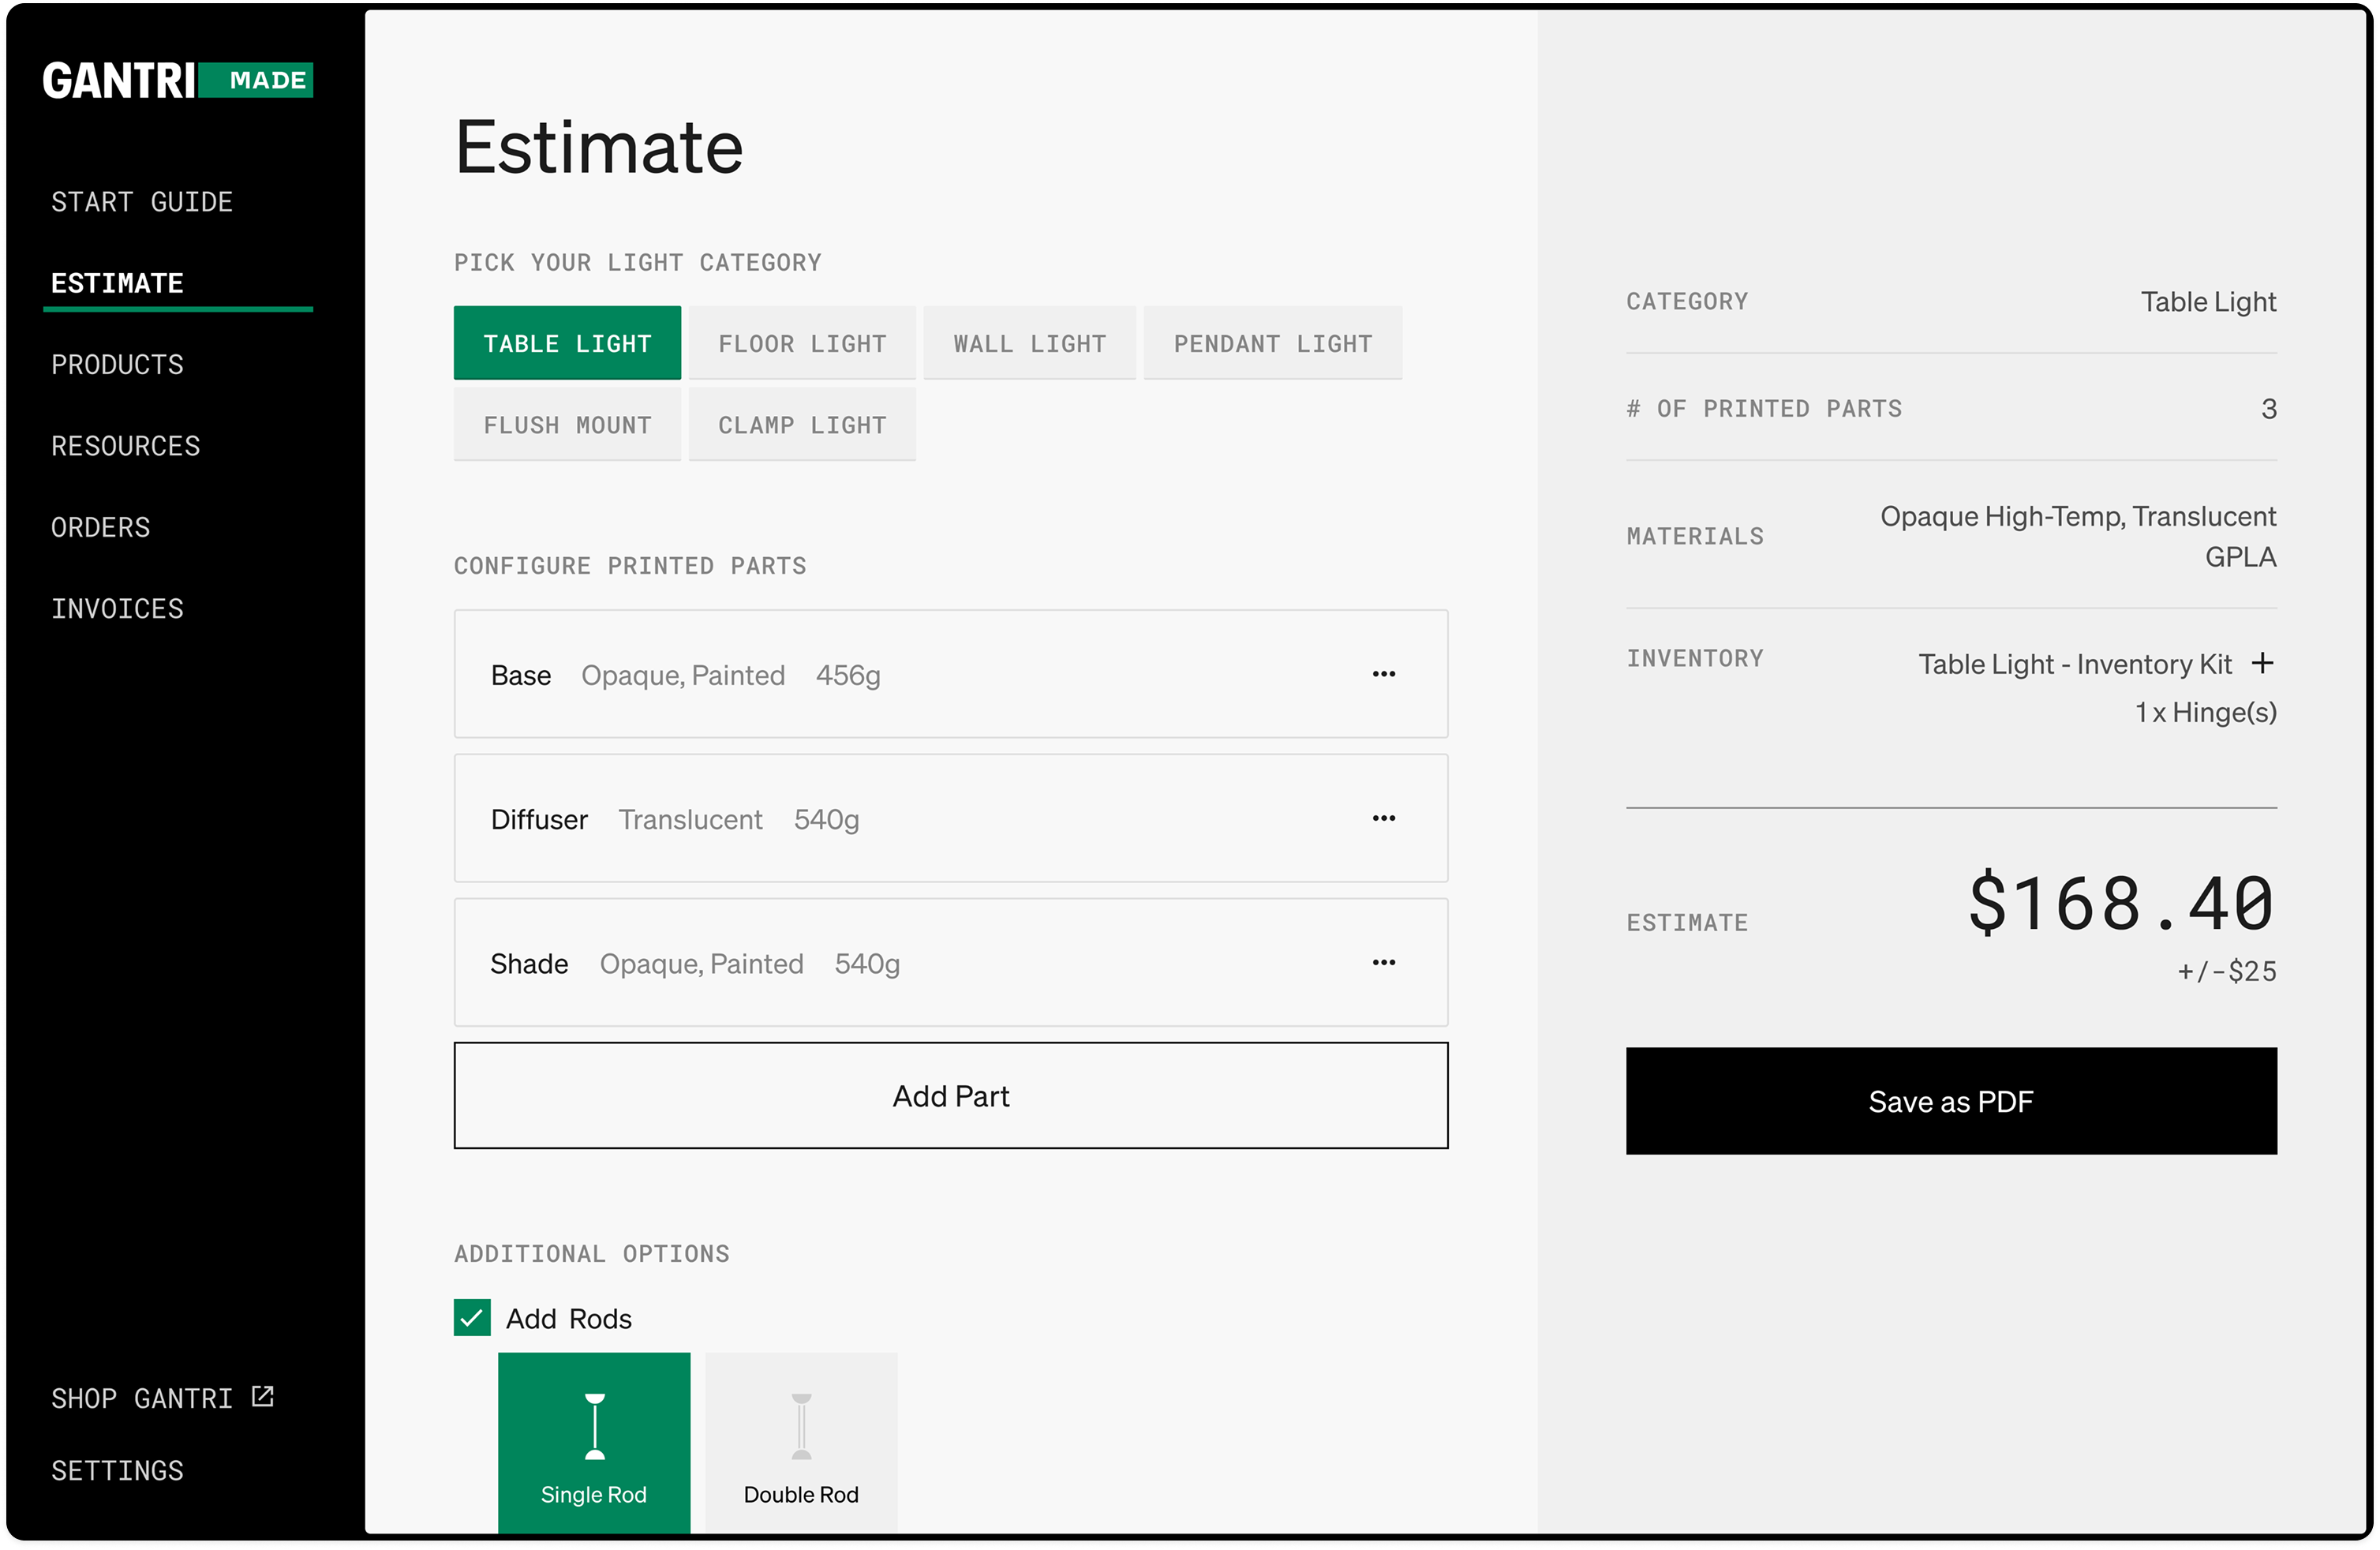 GANTRI MADE
START GUIDE
ESTIMATE
PRODUCTS
RESOURCES
ORDERS
INVOICES
SHOP GANTRI
SETTINGS
Estimate
PICK YOUR LIGHT CATEGORY
TABLE LIGHT FLOOR LIGHT WALL LIGHT PENDANT LIGHT
FLUSH MOUNT CLAMP LIGHT
CONFIGURE PRINTED PARTS
Base Opaque, Painted 456g
Diffuser Translucent 540g
Shade Opaque, Painted 540g
Add Part
ADDITIONAL OPTIONS
Add Rods
Single Rod Double Rod
CATEGORY Table Light
# OF PRINTED PARTS 3
MATERIALS Opaque High-Temp, Translucent
GPLA
INVENTORY Table Light - Inventory Kit +
1 x Hinge(s)
ESTIMATE $168.40
+/-$25
Save as PDF